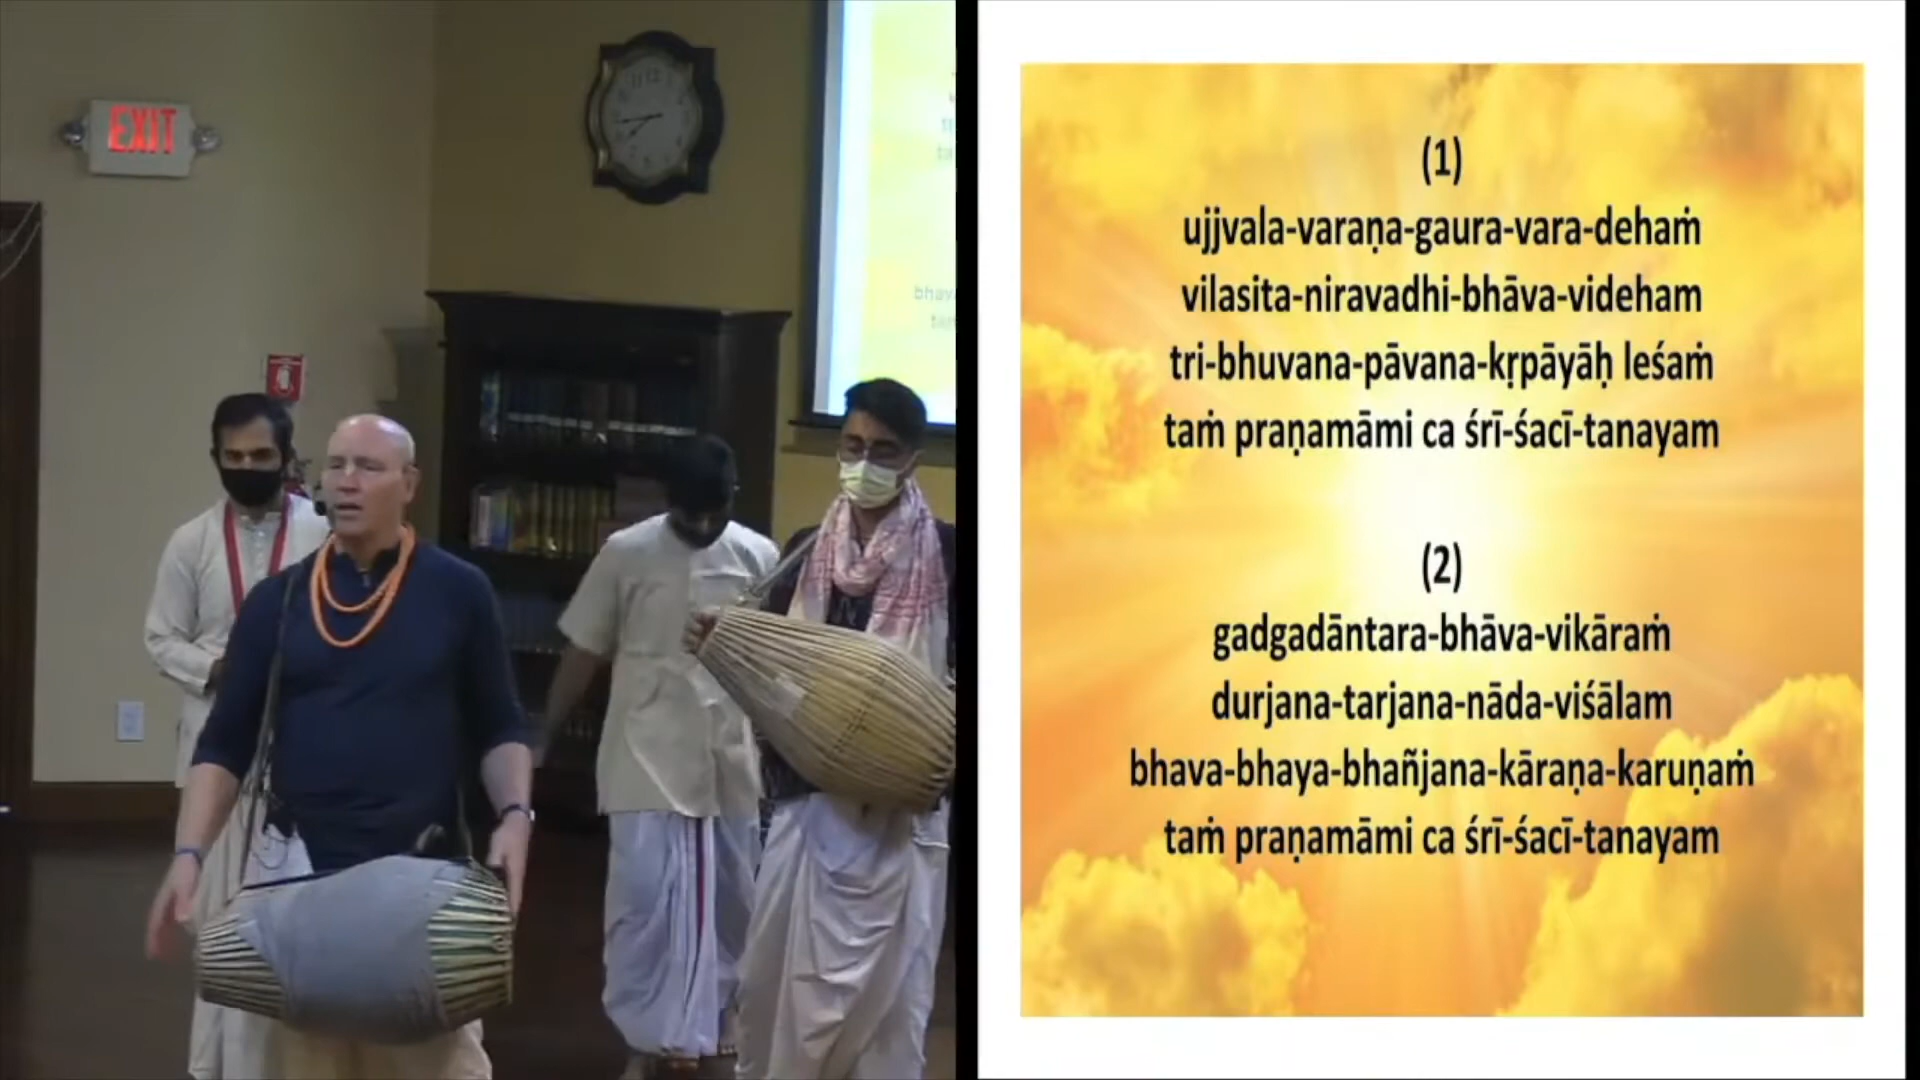 EXIT
(1)
ujjvala-varaṇa-gaura-vara-dehaṁ
vilasita-niravadhi-bhāva-videham
tri-bhuvana-pāvana-kṛpāyāḥ leśaṁ
taṁ praṇamāmi ca śrī-śacī-tanayam
(2)
gadgadāntara-bhāva-vikāraṁ
durjana-tarjana-nāda-viśālam
bhava-bhaya-bhañjana-kāraṇa-karuṇaṁ
taṁ praṇamāmi ca śrī-śacī-tanayam